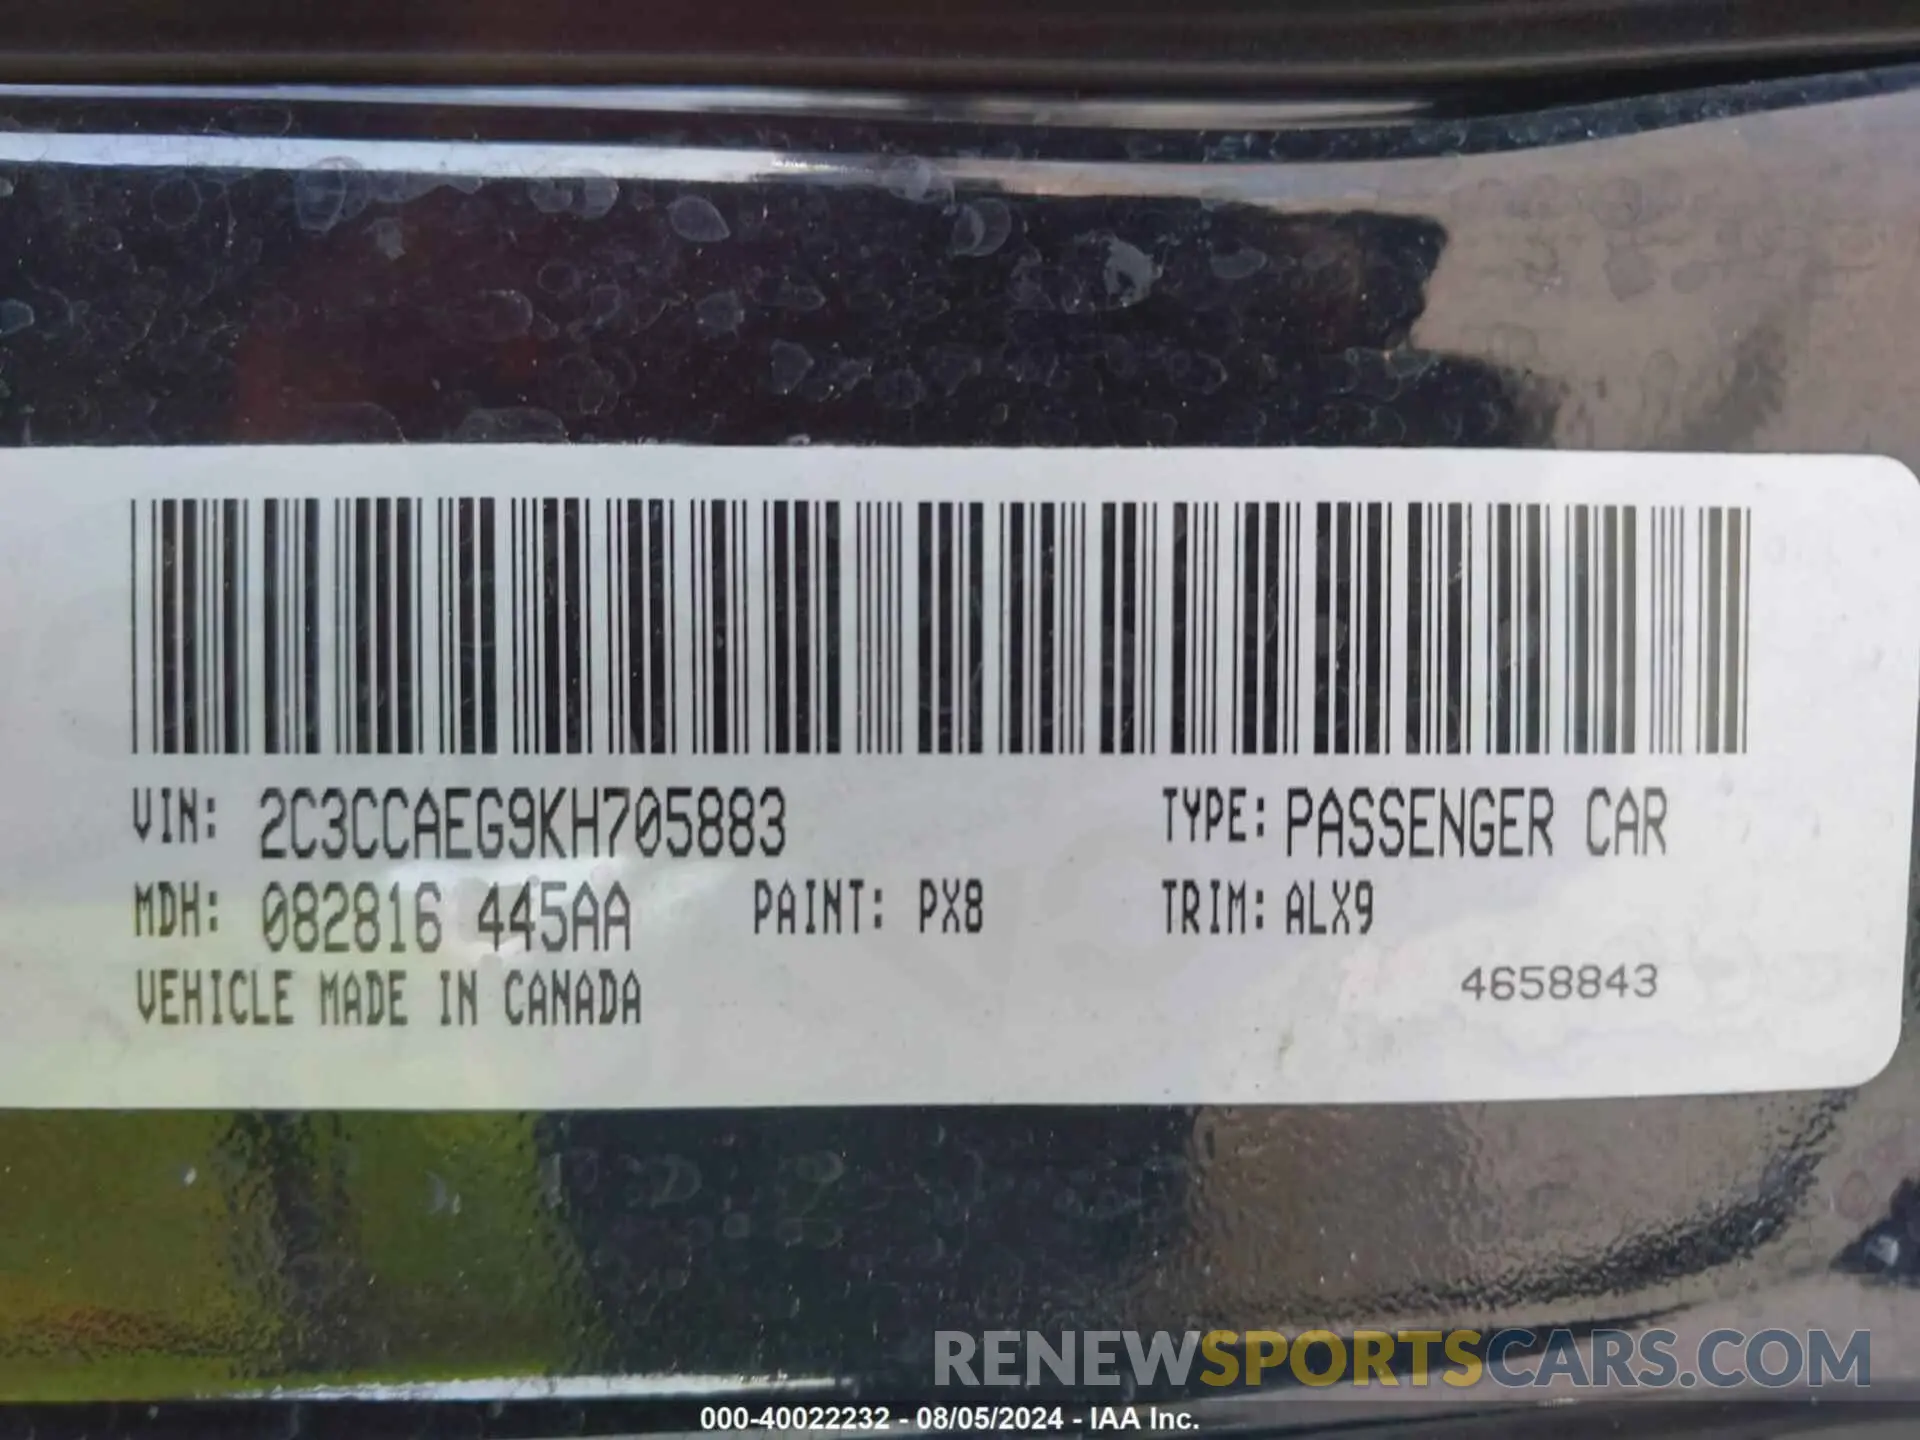 VIN: 2C3CCAEG9KH705883 TYPE: PASSENGER CAR
MDH: 082816 445AA PAINT: PX8 TRIM: ALX9
VEHICLE MADE IN CANADA 4658843
RENEWSPORTSCARS.COM
000-40022232 - 08/05/2024 - IAA Inc.